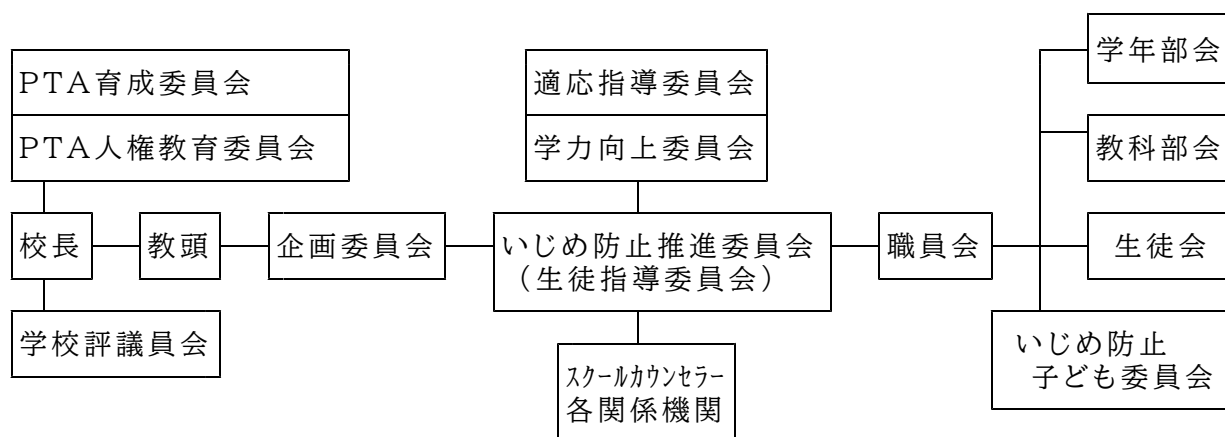 PTA育成委員会
PTA人権教育委員会
適応指導委員会
学力向上委員会
学年部会
教科部会
校長
教頭
企画委員会
いじめ防止推進委員会
(生徒指導委員会)
職員会
生徒会
学校評議員会
スクールカウンセラー
各関係機関
いじめ防止
子ども委員会